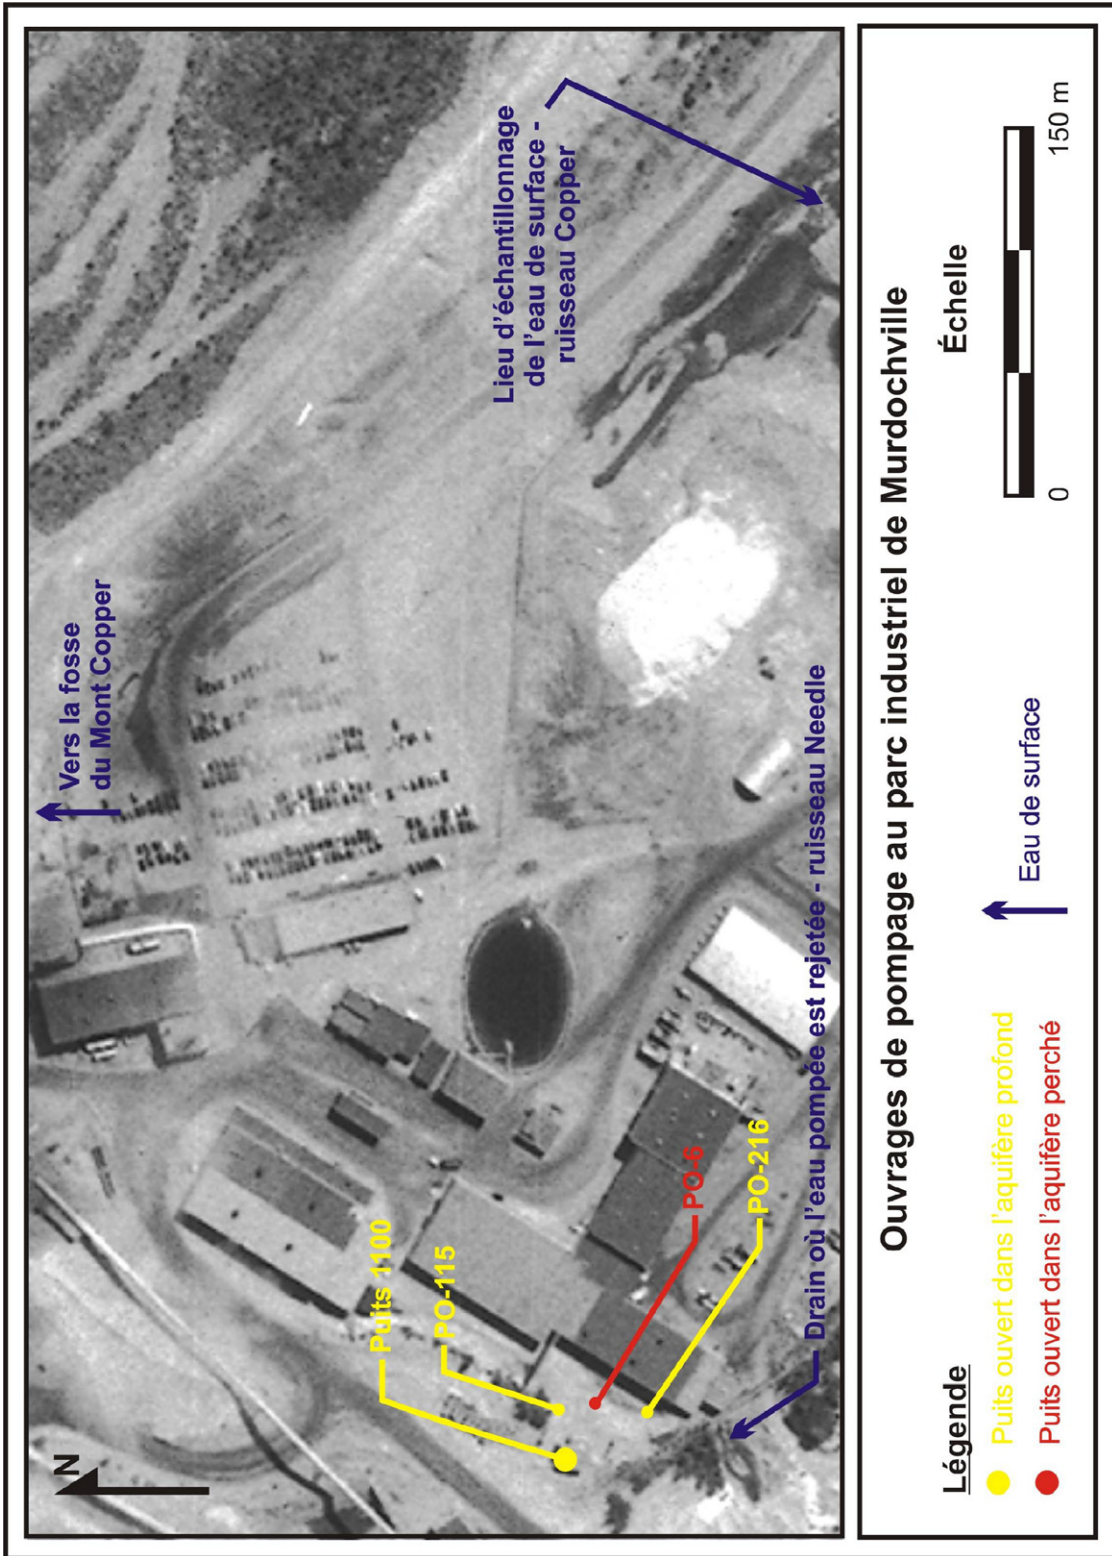 N
Vers la fosse
du Mont Copper
Lieu d'échantillonnage
de l'eau de surface -
ruisseau Copper
Puits 1100
PO-115
PO-6
PO-216
Drain où l'eau pompée est rejetée - ruisseau Needle
Ouvrages de pompage au parc industriel de Murdochville
Légende
Puits ouvert dans l'aquifère profond
Puits ouvert dans l'aquifère perché
Eau de surface
Échelle
0
150 m